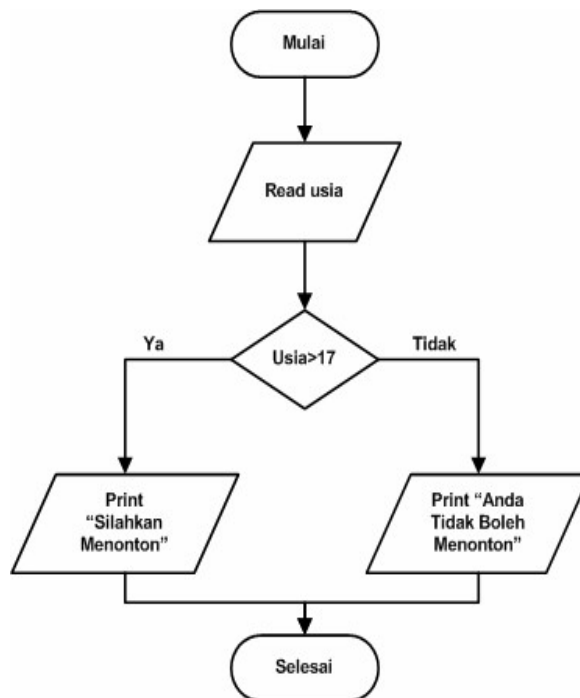 Mulai
Read usia
Usia>17
Ya
Tidak
Print
“Silahkan
Menonton”
Print “Anda
Tidak Boleh
Menonton”
Selesai